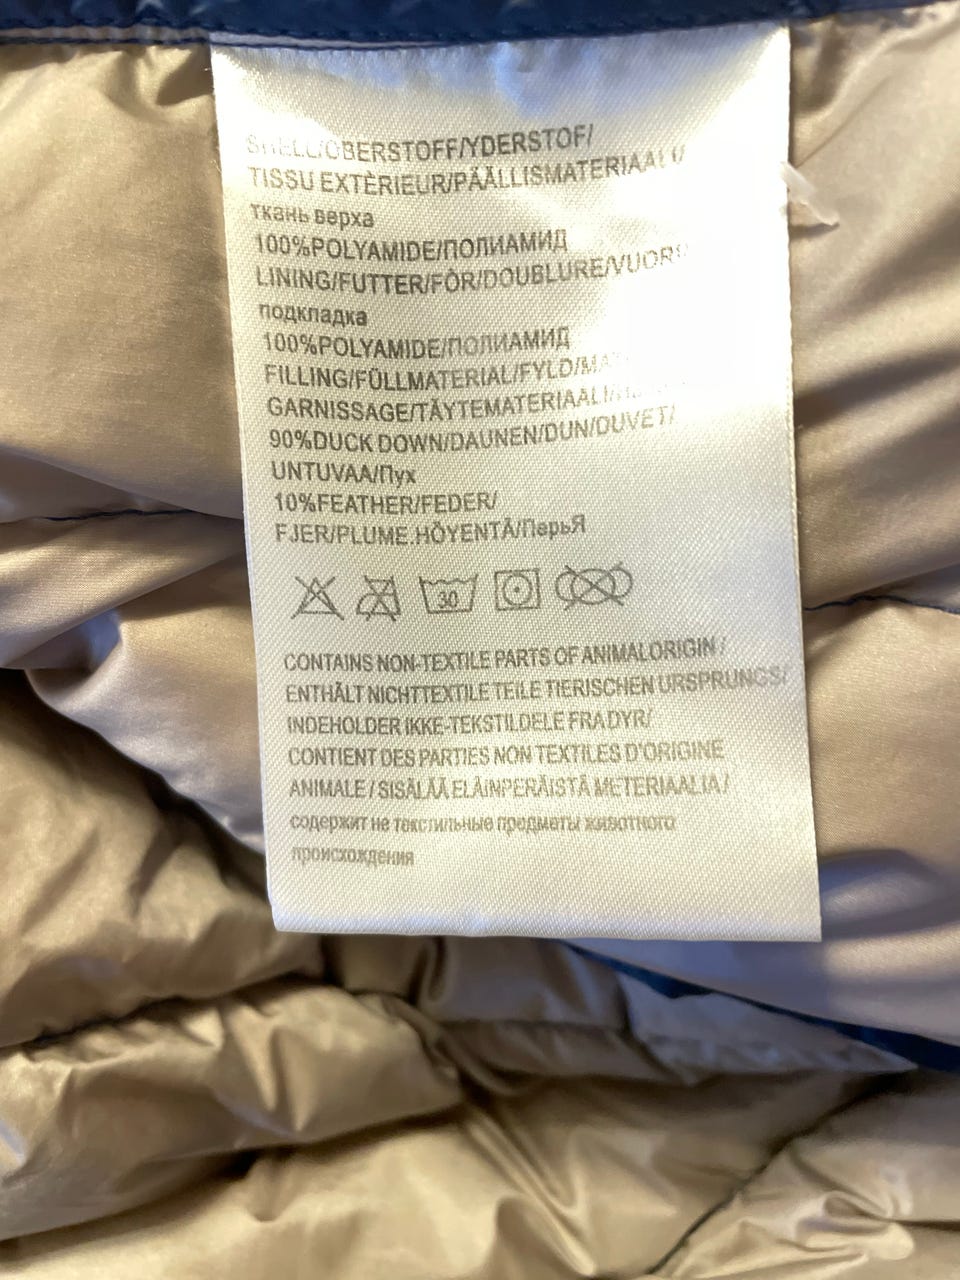 SHELL/OBERSTOFF/YDERSTOF/
TISSU EXTÈRIEUR/PÄÄLLISMATERIAALI/
ткань верха
100%POLYAMIDE/ПОЛИАМИД
LINING/FUTTER/FÖR/DOUBLURE/VUORI/
подкладка
100%POLYAMIDE/ПОЛИАМИД
FILLING/FÜLLMATERIAL/FYLD/
GARNISSAGE/TÄYTEMATERIAALI/
90%DUCK DOWN/DAUNEN/DUN/DUVET/
UNTUVAA/Пух
10%FEATHER/FEDER/
FJER/PLUME.HÖYENTÄ/ПерьЯ
30
CONTAINS NON-TEXTILE PARTS OF ANIMALORIGIN /
ENTHÄLT NICHTTEXTILE TEILE TIERISCHEN URSPRUNGS/
INDEHOLDER IKKE-TEKSTILDELE FRA DYR/
CONTIENT DES PARTIES NON TEXTILES D'ORIGINE
ANIMALE / SISÄLÄÄ ELÄINPERÄISTÄ METERIAALIA /
содержит не текстильные предметы животного
происхождения